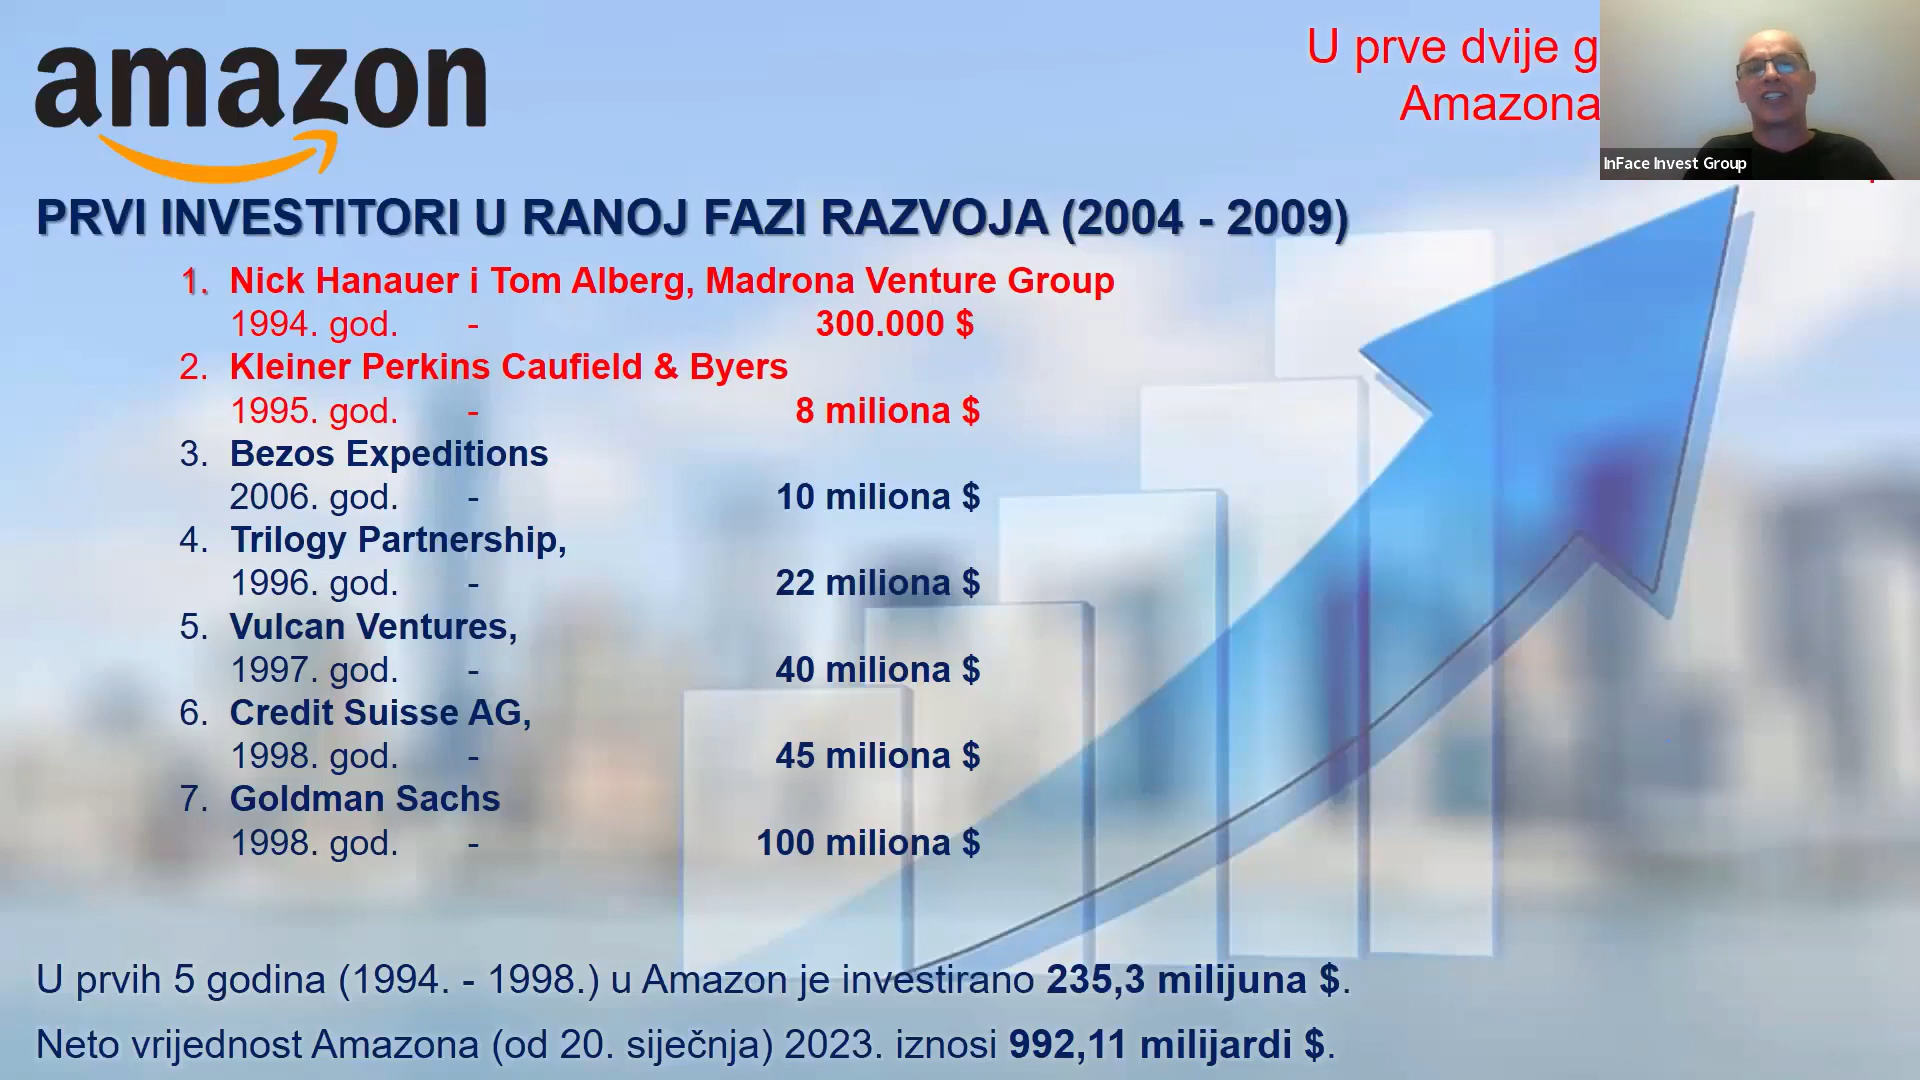 amazon
U prve dvije g
Amazona
InFace Invest Group
PRVI INVESTITORI U RANOJ FAZI RAZVOJA (2004 - 2009)
1. Nick Hanauer i Tom Alberg, Madrona Venture Group
1994. god. - 300.000 $
2. Kleiner Perkins Caufield & Byers
1995. god. - 8 miliona $
3. Bezos Expeditions
2006. god. - 10 miliona $
4. Trilogy Partnership,
1996. god. - 22 miliona $
5. Vulcan Ventures,
1997. god. - 40 miliona $
6. Credit Suisse AG,
1998. god. - 45 miliona $
7. Goldman Sachs
1998. god. - 100 miliona $
U prvih 5 godina (1994. - 1998.) u Amazon je investirano 235,3 milijuna $.
Neto vrijednost Amazona (od 20. siječnja) 2023. iznosi 992,11 milijardi $.